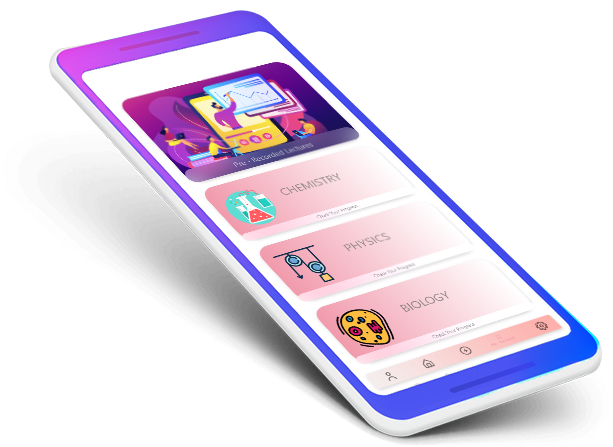 Pre - Recorded Lectures
CHEMISTRY
Check Your Progress
PHYSICS
Check Your Progress
BIOLOGY
Check Your Progress